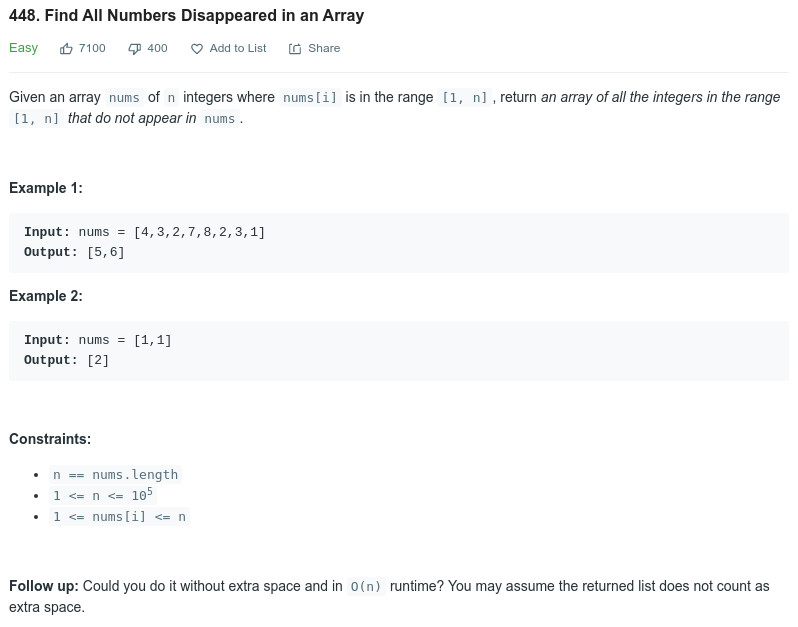 448. Find All Numbers Disappeared in an Array
Easy 7100 400 Add to List Share
Given an array nums of n integers where nums[i] is in the range [1, n] , return an array of all the integers in the range
[1, n] that do not appear in nums .
Example 1:
Input: nums = [4,3,2,7,8,2,3,1]
Output: [5,6]
Example 2:
Input: nums = [1,1]
Output: [2]
Constraints:
• n == nums.length
• 1 <= n <= 10⁵
• 1 <= nums[i] <= n
Follow up: Could you do it without extra space and in O(n) runtime? You may assume the returned list does not count as
extra space.